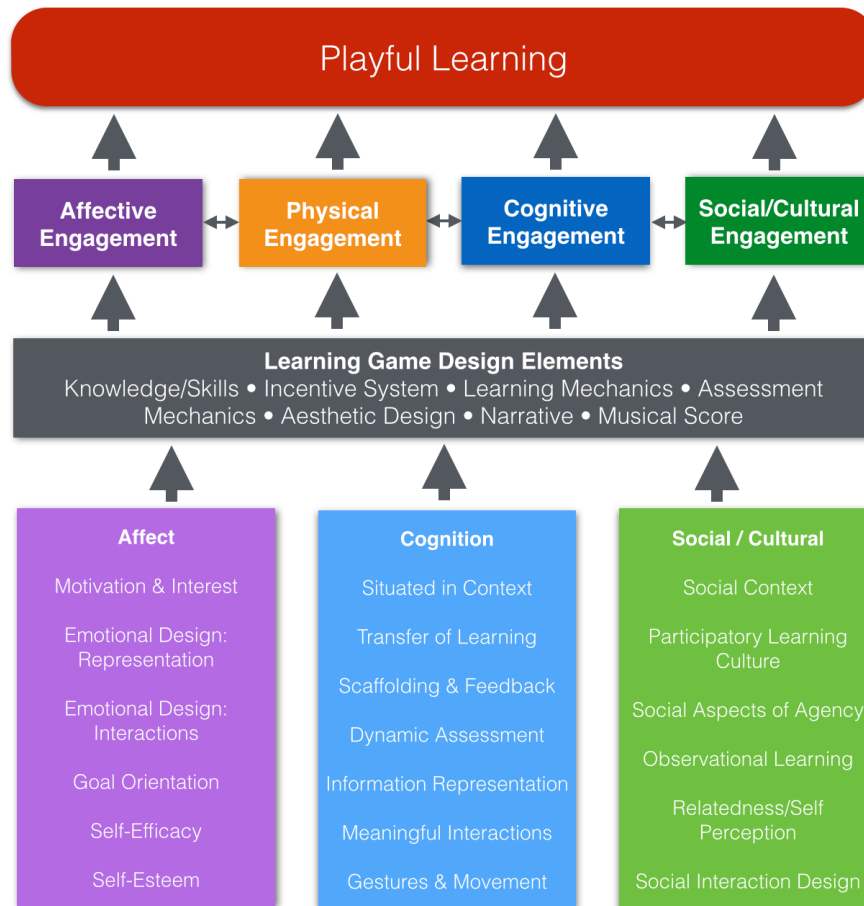 Playful Learning
Affective
Engagement
Physical
Engagement
Cognitive
Engagement
Social/Cultural
Engagement
Learning Game Design Elements
Knowledge/Skills • Incentive System • Learning Mechanics • Assessment
Mechanics • Aesthetic Design • Narrative • Musical Score
Affect
Motivation & Interest
Emotional Design:
Representation
Emotional Design:
Interactions
Goal Orientation
Self-Efficacy
Self-Esteem
Cognition
Situated in Context
Transfer of Learning
Scaffolding & Feedback
Dynamic Assessment
Information Representation
Meaningful Interactions
Gestures & Movement
Social / Cultural
Social Context
Participatory Learning
Culture
Social Aspects of Agency
Observational Learning
Relatedness/Self
Perception
Social Interaction Design